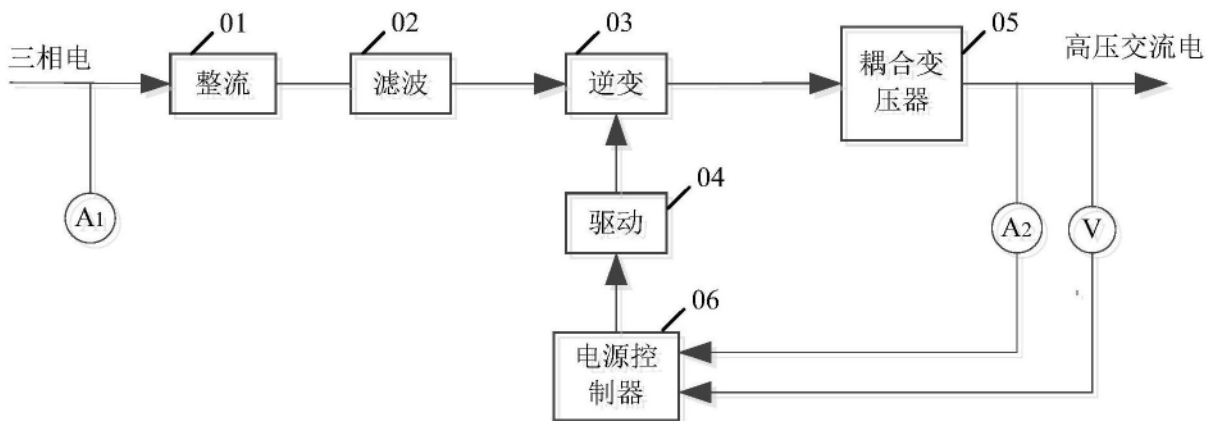 01
02
03
05
三相电
高压交流电
整流
滤波
逆变
耦合变
压器
04
A1
驱动
A2
V
06
电源控
制器